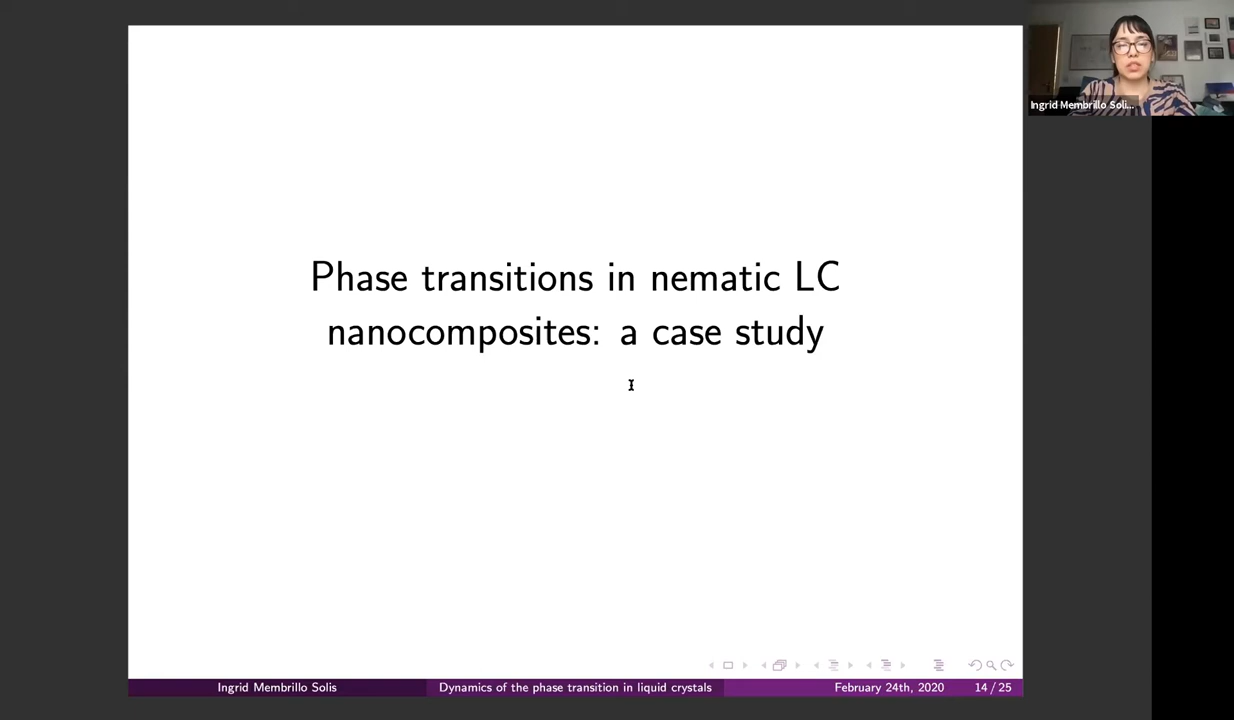 Ingrid Membrillo Soli...
Phase transitions in nematic LC
nanocomposites: a case study
Ingrid Membrillo Solis
Dynamics of the phase transition in liquid crystals
February 24th, 2020
14 / 25